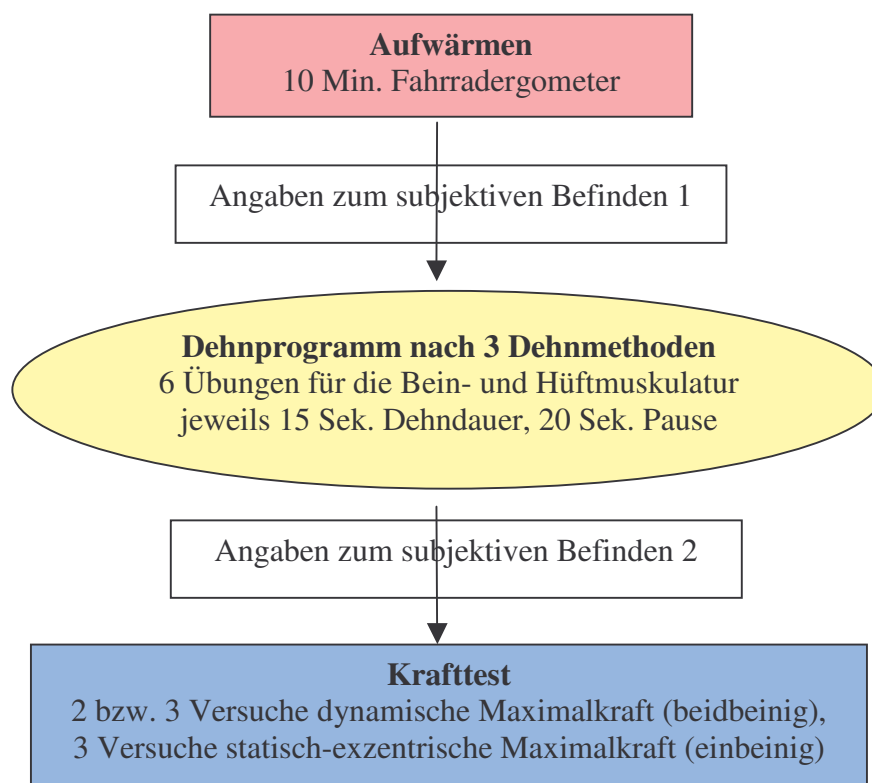 Aufwärmen
10 Min. Fahrradergometer
Angaben zum subjektiven Befinden 1
Dehnprogramm nach 3 Dehnmethoden
6 Übungen für die Bein- und Hüftmuskulatur
jeweils 15 Sek. Dehndauer, 20 Sek. Pause
Angaben zum subjektiven Befinden 2
Krafttest
2 bzw. 3 Versuche dynamische Maximalkraft (beidbeinig),
3 Versuche statisch-exzentrische Maximalkraft (einbeinig)